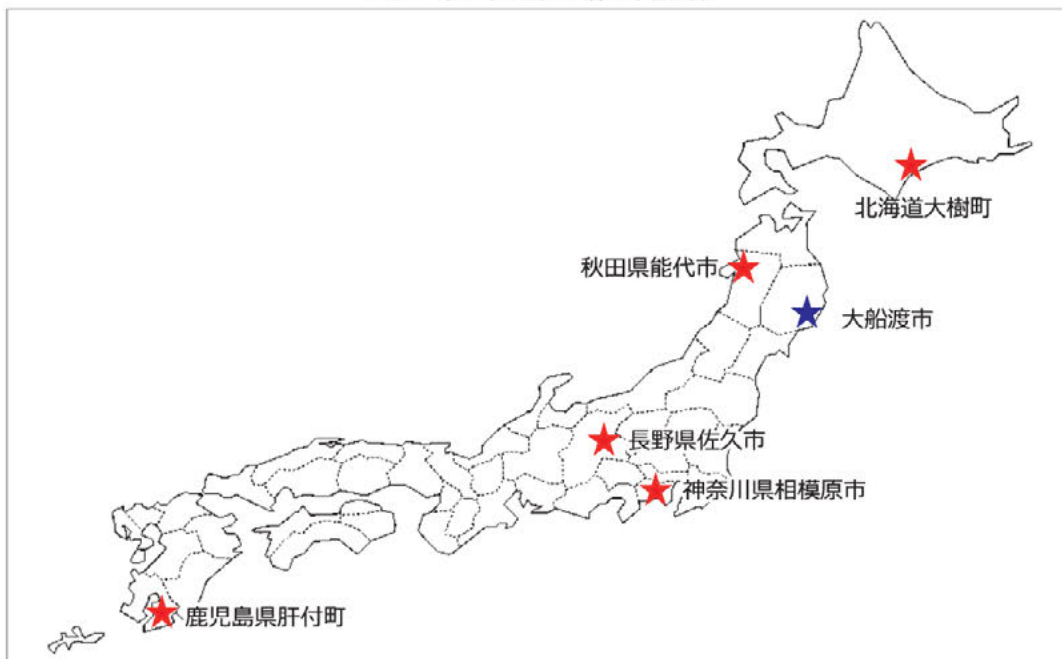 北海道大樹町
秋田県能代市
大船渡市
長野県佐久市
神奈川県相模原市
鹿児島県肝付町